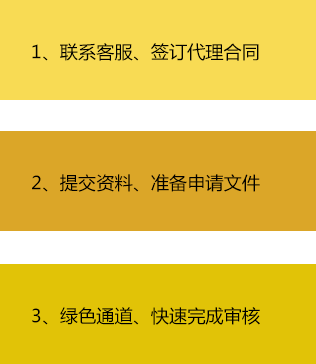 1、联系客服、签订代理合同
2、提交资料、准备申请文件
3、绿色通道、快速完成审核